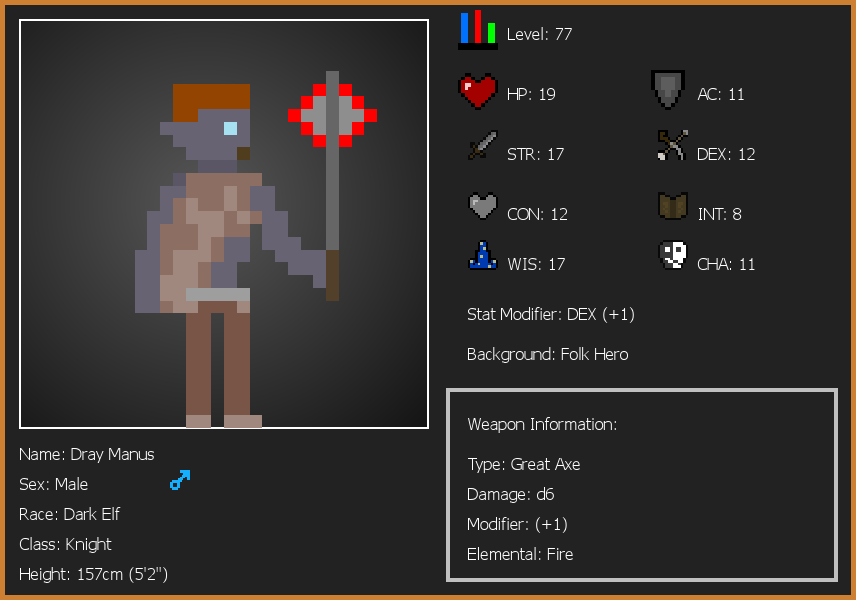 Level: 77
HP: 19
AC: 11
STR: 17
DEX: 12
CON: 12
INT: 8
WIS: 17
CHA: 11
Stat Modifier: DEX (+1)
Background: Folk Hero
Weapon Information:
Type: Great Axe
Damage: d6
Modifier: (+1)
Elemental: Fire
Name: Dray Manus
Sex: Male
Race: Dark Elf
Class: Knight
Height: 157cm (5'2")